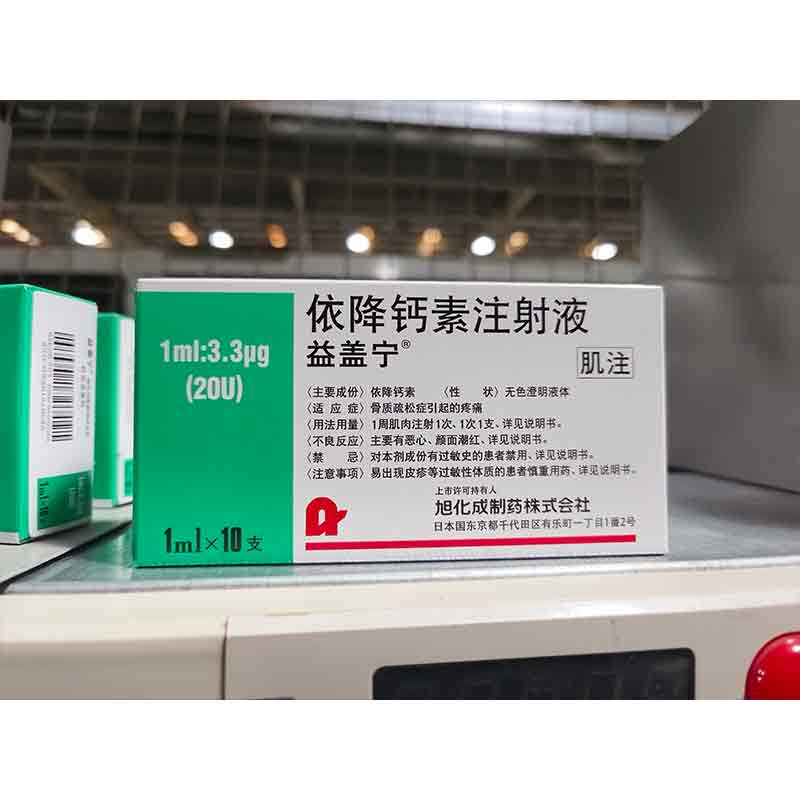 1ml:3.3μg
(20U)
1ml×10支
依降钙素注射液
益盖宁®
肌注
〈主要成份〉依降钙素 〈性 状〉无色澄明液体
〈适 应 症〉骨质疏松症引起的疼痛
〈用法用量〉1周肌肉注射1次、1次1支、详见说明书。
〈不良反应〉主要有恶心、颜面潮红、详见说明书。
〈禁 忌〉对本剂成份有过敏史的患者禁用、详见说明书。
〈注意事项〉易出现皮疹等过敏性体质的患者慎重用药、详见说明书。
上市许可持有人
旭化成制药株式会社
日本国东京都千代田区有乐町一丁目1番2号